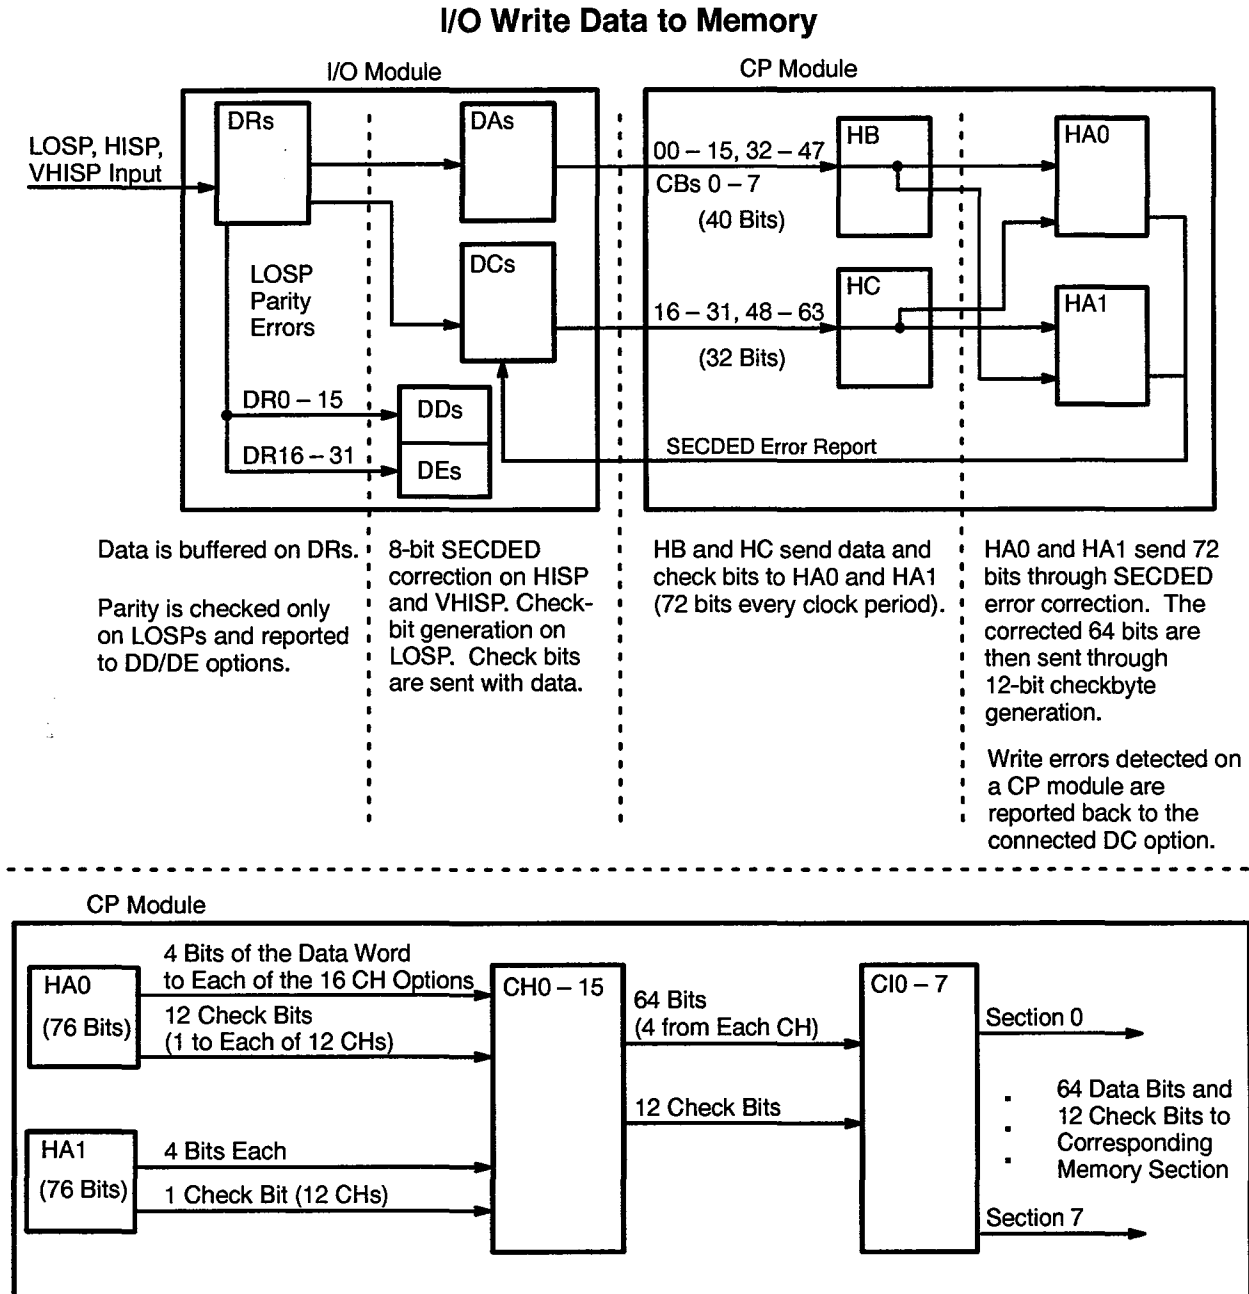 I/O Write Data to Memory
I/O Module
CP Module
LOSP, HISP,
VHISP Input
DRs
DAs
DCs
LOSP
Parity
Errors
DR0 – 15
DR16 – 31
DDs
DEs
00 – 15, 32 – 47
CBs 0 – 7
(40 Bits)
16 – 31, 48 – 63
(32 Bits)
HB
HC
HA0
HA1
SECDED Error Report
Data is buffered on DRs.
Parity is checked only
on LOSPs and reported
to DD/DE options.
8-bit SECDED
correction on HISP
and VHISP. Check-
bit generation on
LOSP. Check bits
are sent with data.
HB and HC send data and
check bits to HA0 and HA1
(72 bits every clock period).
HA0 and HA1 send 72
bits through SECDED
error correction. The
corrected 64 bits are
then sent through
12-bit checkbyte
generation.
Write errors detected on
a CP module are
reported back to the
connected DC option.
CP Module
HA0
(76 Bits)
4 Bits of the Data Word
to Each of the 16 CH Options
12 Check Bits
(1 to Each of 12 CHs)
HA1
(76 Bits)
4 Bits Each
1 Check Bit (12 CHs)
CH0 – 15
64 Bits
(4 from Each CH)
12 Check Bits
CI0 – 7
Section 0
64 Data Bits and
12 Check Bits to
Corresponding
Memory Section
Section 7